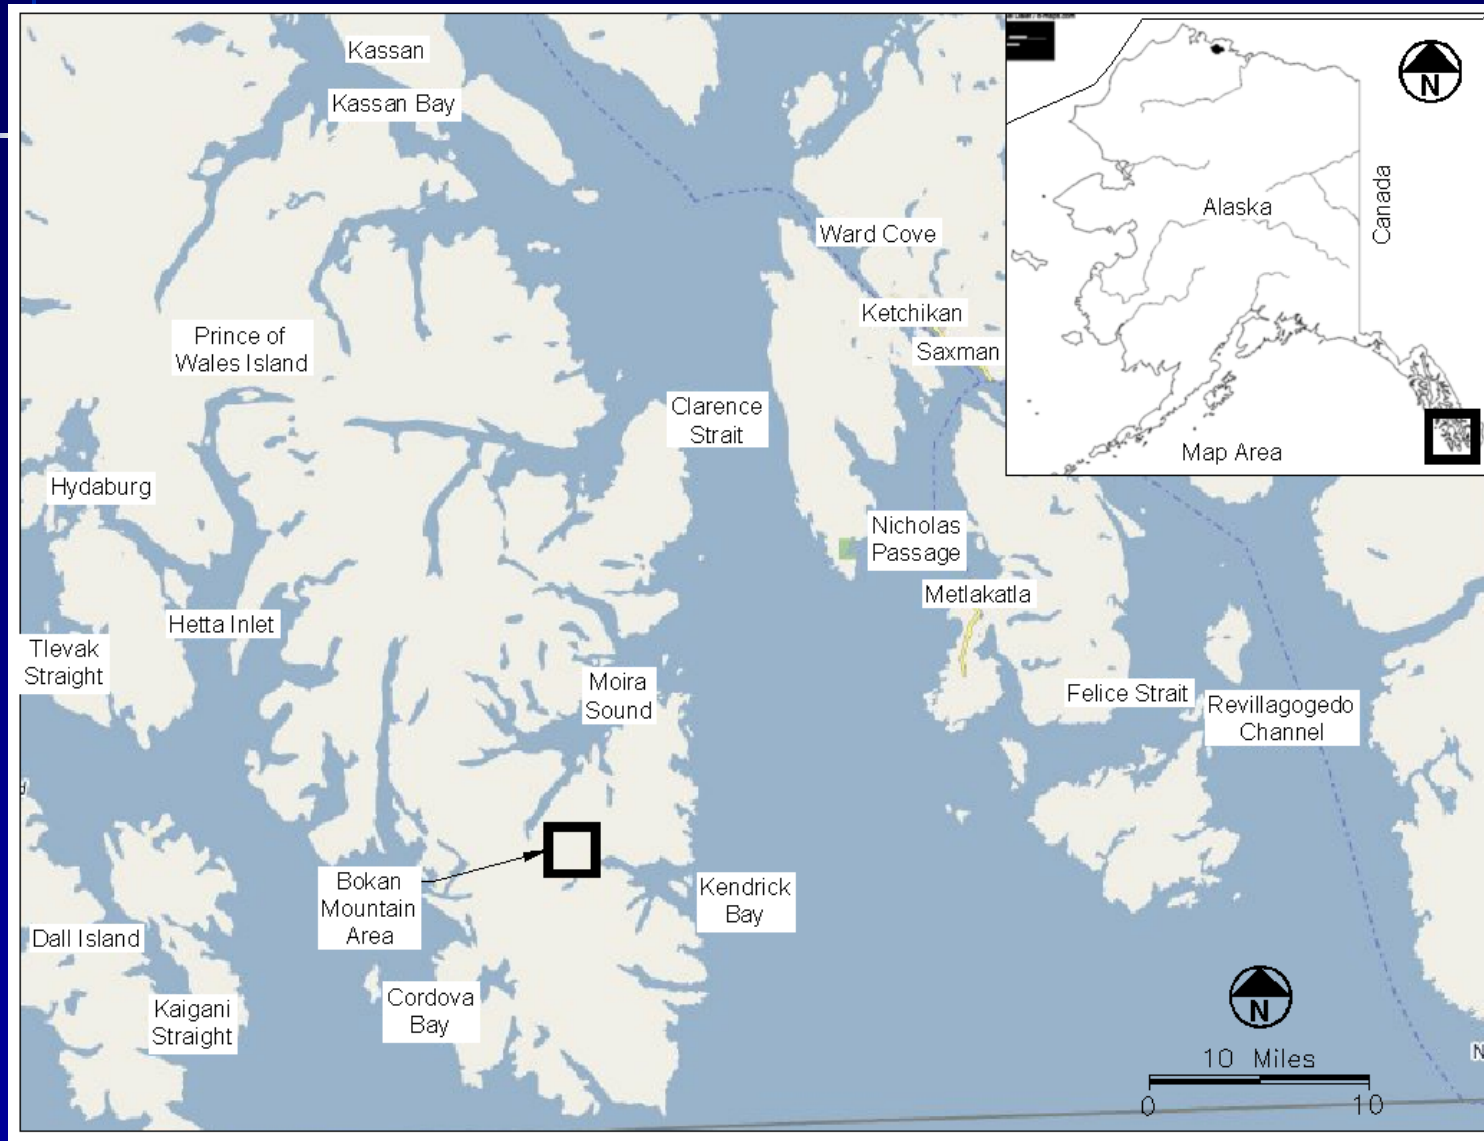 Kassan
Kassan Bay
N
Alaska
Canada
Map Area
Ward Cove
Ketchikan
Saxman
Prince of
Wales Island
Clarence
Strait
Hydaburg
Nicholas
Passage
Metlakatla
Hetta Inlet
Tlevak
Straight
Moira
Sound
Felice Strait
Revillagogedo
Channel
Bokan
Mountain
Area
Kendrick
Bay
Dall Island
Kaigani
Straight
Cordova
Bay
N
10 Miles
0 10
N